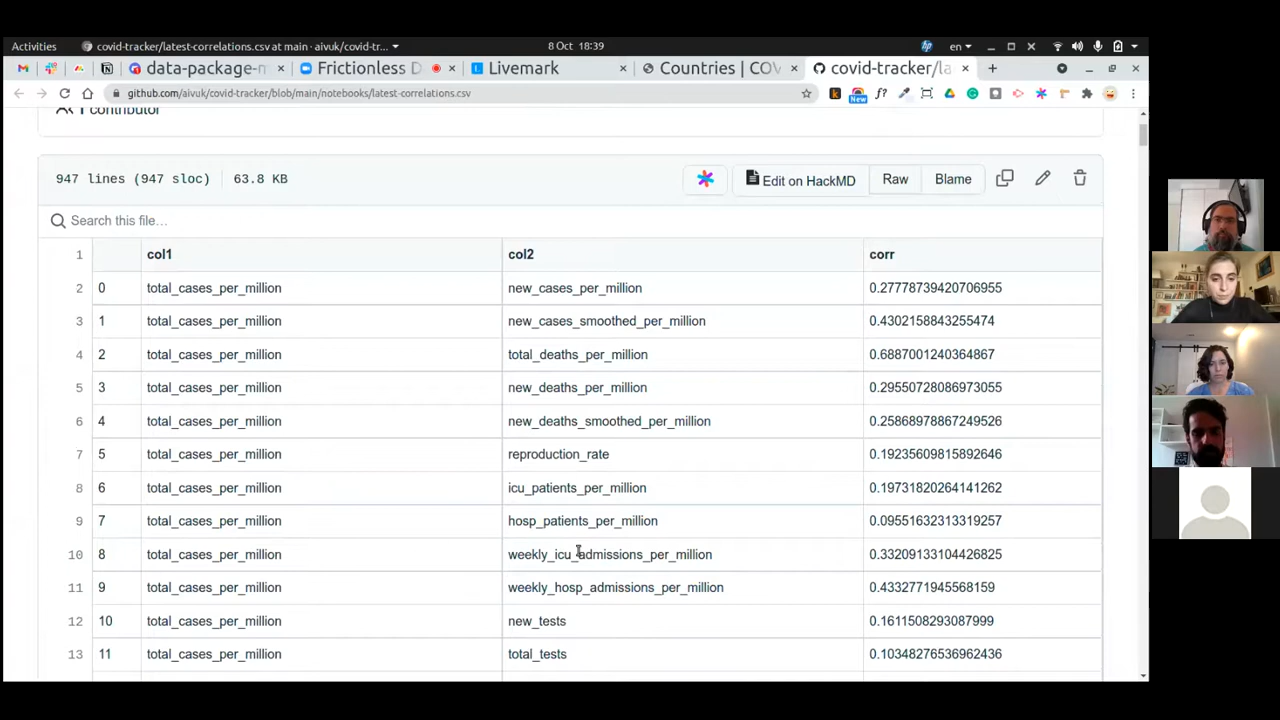 Activities covid-tracker/latest-correlations.csv at main · aivuk/covid-tr... 8 Oct 18:39 en
data-package-m Frictionless D Livemark Countries | COV covid-tracker/la
github.com/aivuk/covid-tracker/blob/main/notebooks/latest-correlations.csv New
1 contributor
947 lines (947 sloc) 63.8 KB Edit on HackMD Raw Blame
Search this file…
1 col1 col2 corr
2 0 total_cases_per_million new_cases_per_million 0.27778739420706955
3 1 total_cases_per_million new_cases_smoothed_per_million 0.4302158843255474
4 2 total_cases_per_million total_deaths_per_million 0.6887001240364867
5 3 total_cases_per_million new_deaths_per_million 0.29550728086973055
6 4 total_cases_per_million new_deaths_smoothed_per_million 0.25868978867249526
7 5 total_cases_per_million reproduction_rate 0.19235609815892646
8 6 total_cases_per_million icu_patients_per_million 0.19731820264141262
9 7 total_cases_per_million hosp_patients_per_million 0.09551632313319257
10 8 total_cases_per_million weekly_icu_admissions_per_million 0.33209133104426825
11 9 total_cases_per_million weekly_hosp_admissions_per_million 0.4332771945568159
12 10 total_cases_per_million new_tests 0.1611508293087999
13 11 total_cases_per_million total_tests 0.10348276536962436